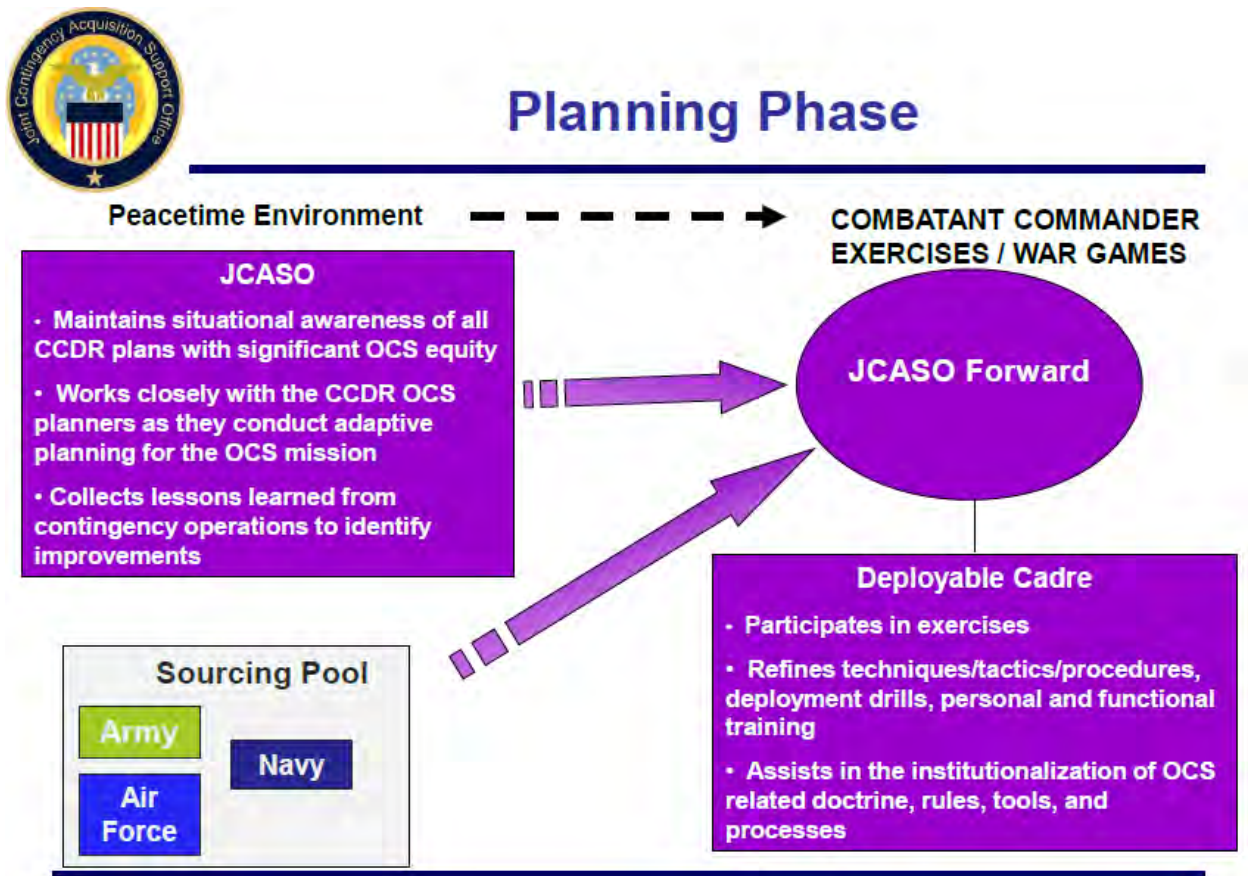 Joint Contingency Acquisition Support Office
Planning Phase
Peacetime Environment
COMBATANT COMMANDER
EXERCISES / WAR GAMES
JCASO
• Maintains situational awareness of all
CCDR plans with significant OCS equity
• Works closely with the CCDR OCS
planners as they conduct adaptive
planning for the OCS mission
• Collects lessons learned from
contingency operations to identify
improvements
JCASO Forward
Sourcing Pool
Army
Navy
Air
Force
Deployable Cadre
• Participates in exercises
• Refines techniques/tactics/procedures,
deployment drills, personal and functional
training
• Assists in the institutionalization of OCS
related doctrine, rules, tools, and
processes